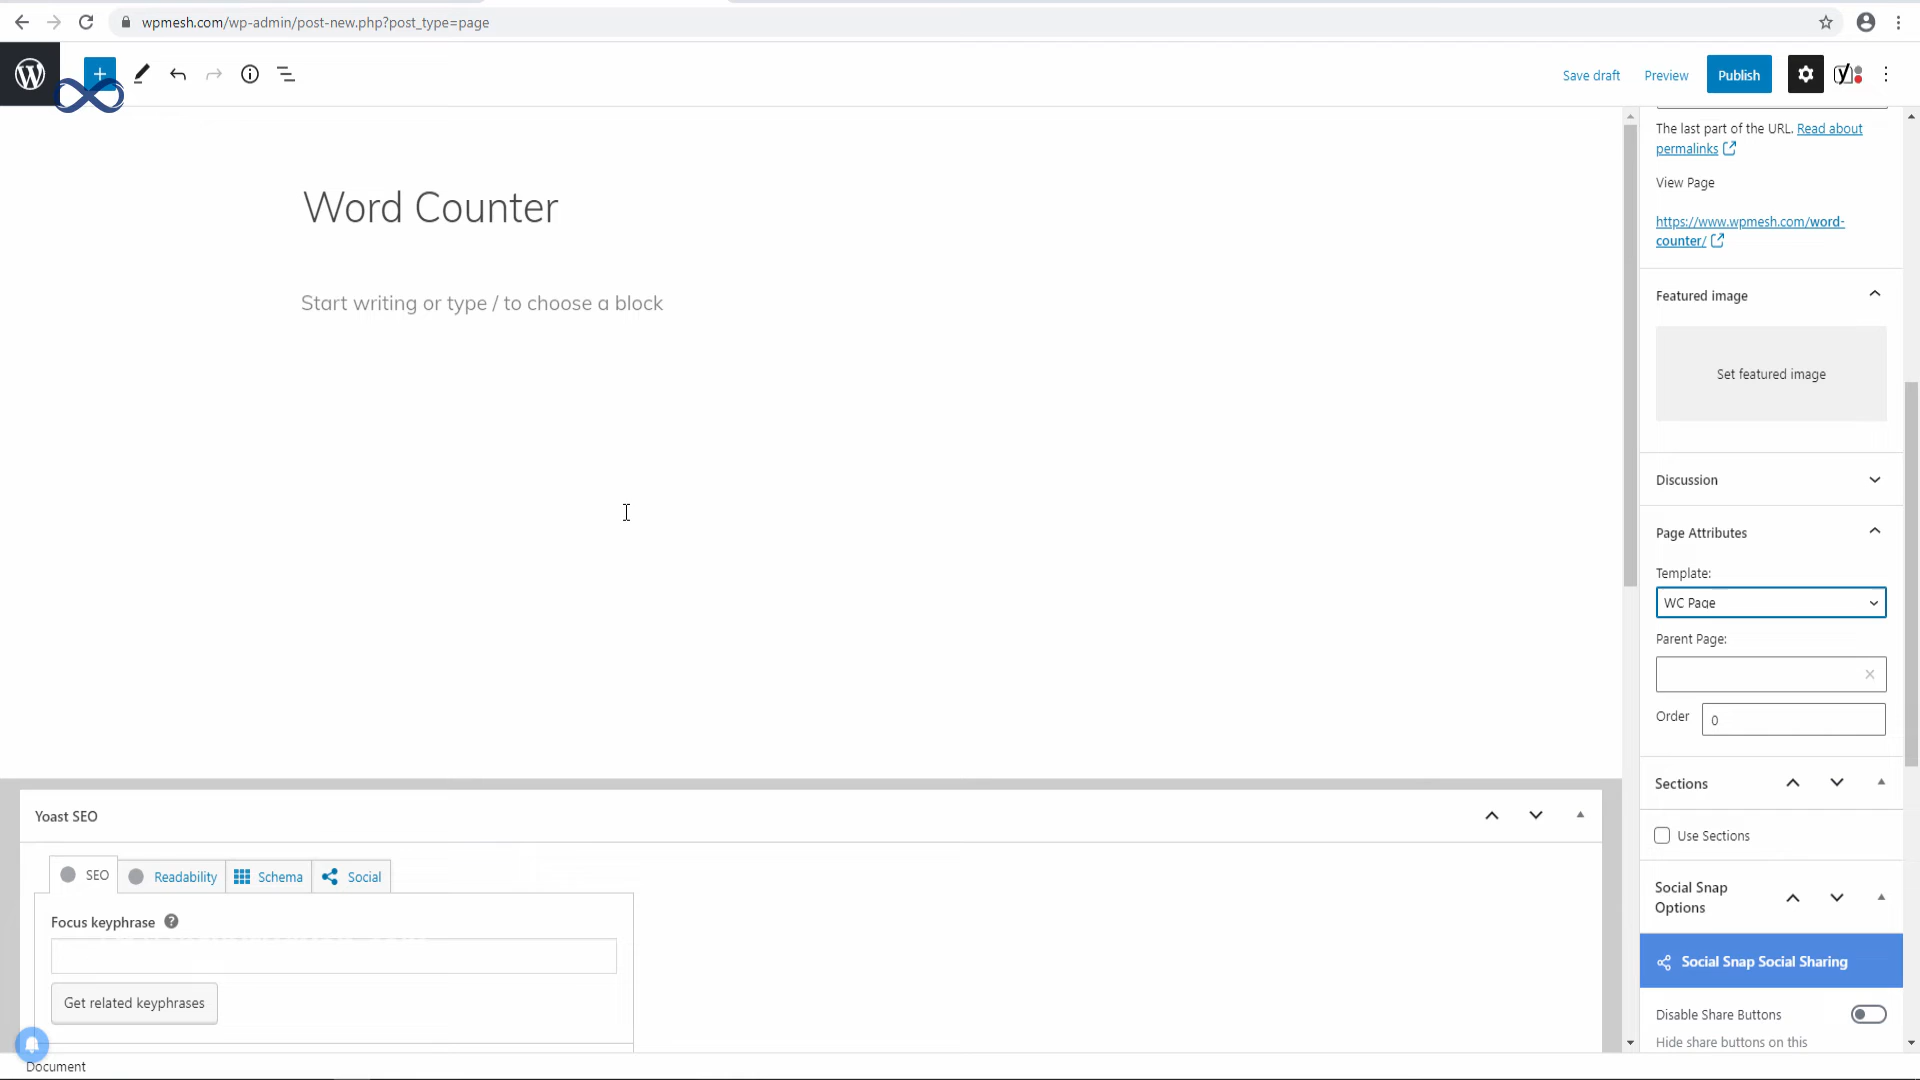 wpmesh.com/wp-admin/post-new.php?post_type=page
Save draft
Preview
Publish
Word Counter
Start writing or type / to choose a block
The last part of the URL. Read about
permalinks
View Page
https://www.wpmesh.com/word-
counter/
Featured image
Set featured image
Discussion
Page Attributes
Template:
WC Page
Parent Page:
Order
0
Sections
Use Sections
Social Snap
Options
Social Snap Social Sharing
Disable Share Buttons
Hide share buttons on this
Yoast SEO
SEO
Readability
Schema
Social
Focus keyphrase
Get related keyphrases
Document